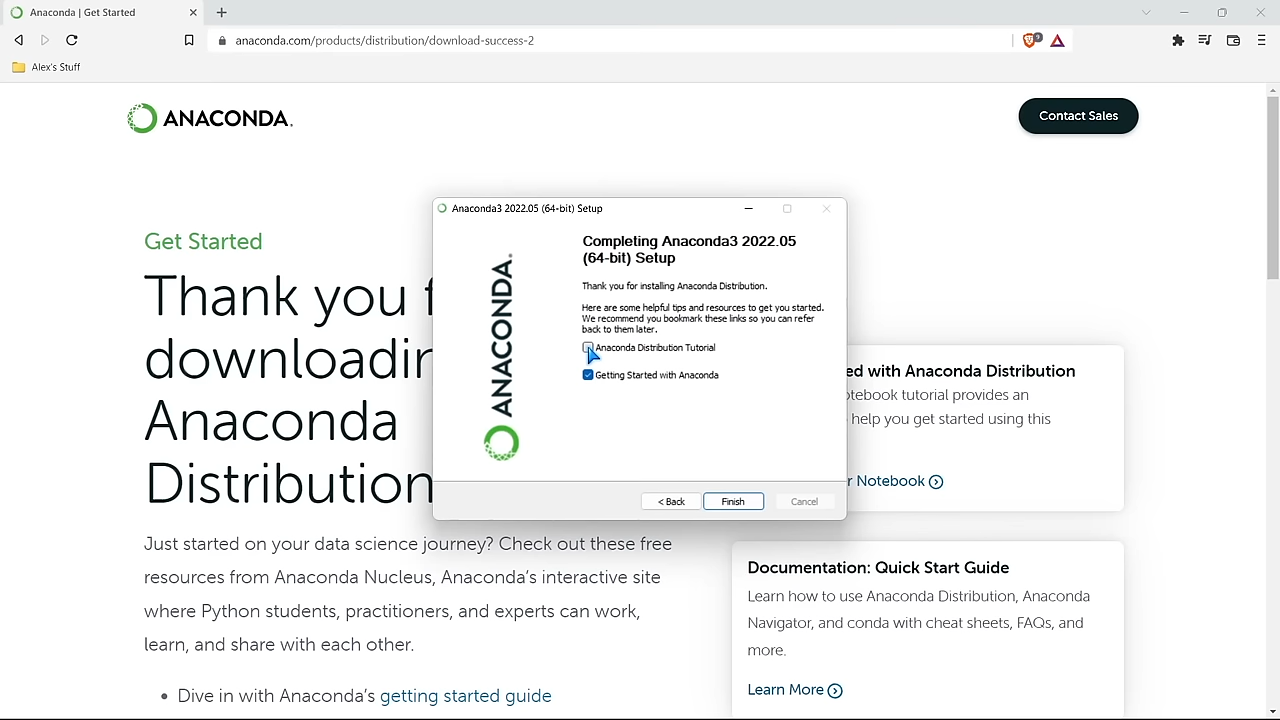 Anaconda | Get Started
anaconda.com/products/distribution/download-success-2
9
Alex's Stuff
ANACONDA.
Contact Sales
Get Started
Thank you f
downloadin
Anaconda
Distribution
Just started on your data science journey? Check out these free
resources from Anaconda Nucleus, Anaconda's interactive site
where Python students, practitioners, and experts can work,
learn, and share with each other.
• Dive in with Anaconda's getting started guide
Anaconda3 2022.05 (64-bit) Setup
ANACONDA.
Completing Anaconda3 2022.05
(64-bit) Setup
Thank you for installing Anaconda Distribution.
Here are some helpful tips and resources to get you started.
We recommend you bookmark these links so you can refer
back to them later.
Anaconda Distribution Tutorial
Getting Started with Anaconda
< Back
Finish
Cancel
ed with Anaconda Distribution
otebook tutorial provides an
help you get started using this
r Notebook
Documentation: Quick Start Guide
Learn how to use Anaconda Distribution, Anaconda
Navigator, and conda with cheat sheets, FAQs, and
more.
Learn More